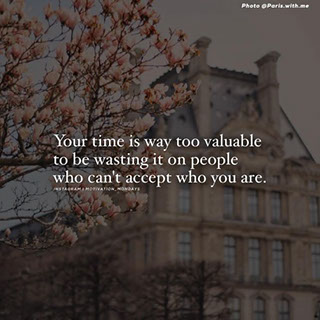 Photo @Paris.with.me
Your time is way too valuable
to be wasting it on people
who can't accept who you are.
INSTAGRAM | MOTIVATION_MONDAYS